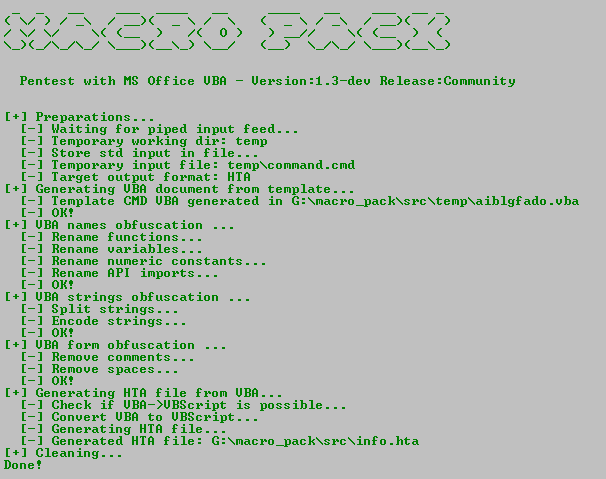 MACRO PACK
Pentest with MS Office VBA - Version:1.3-dev Release:Community
[+] Preparations...
[-] Waiting for piped input feed...
[-] Temporary working dir: temp
[-] Store std input in file...
[-] Temporary input file: temp\command.cmd
[-] Target output format: HTA
[+] Generating VBA document from template...
[-] Template CMD VBA generated in G:\macro_pack\src\temp\aiblgfado.vba
[-] OK!
[+] VBA names obfuscation ...
[-] Rename functions...
[-] Rename variables...
[-] Rename numeric constants...
[-] Rename API imports...
[-] OK!
[+] VBA strings obfuscation ...
[-] Split strings...
[-] Encode strings...
[-] OK!
[+] VBA form obfuscation ...
[-] Remove comments...
[-] Remove spaces...
[-] OK!
[+] Generating HTA file from VBA...
[-] Check if VBA->VBScript is possible...
[-] Convert VBA to VBScript...
[-] Generating HTA file...
[-] Generated HTA file: G:\macro_pack\src\info.hta
[+] Cleaning...
Done!